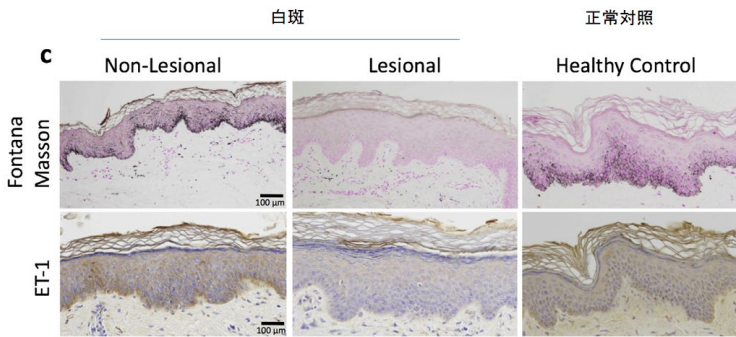 白斑
正常対照
c
Non-Lesional
Lesional
Healthy Control
Fontana
Masson
100 μm
ET-1
100 μm